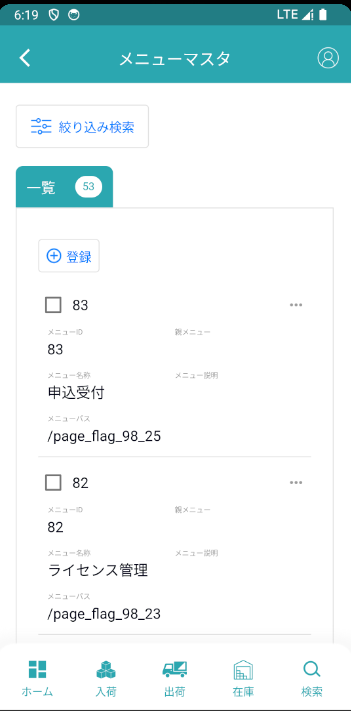 6:19 LTE
メニューマスタ
絞り込み検索
一覧 53
登録
83
メニューID 親メニュー
83
メニュー名称 メニュー説明
申込受付
メニューパス
/page_flag_98_25
82
メニューID 親メニュー
82
メニュー名称 メニュー説明
ライセンス管理
メニューパス
/page_flag_98_23
ホーム 入荷 出荷 在庫 検索